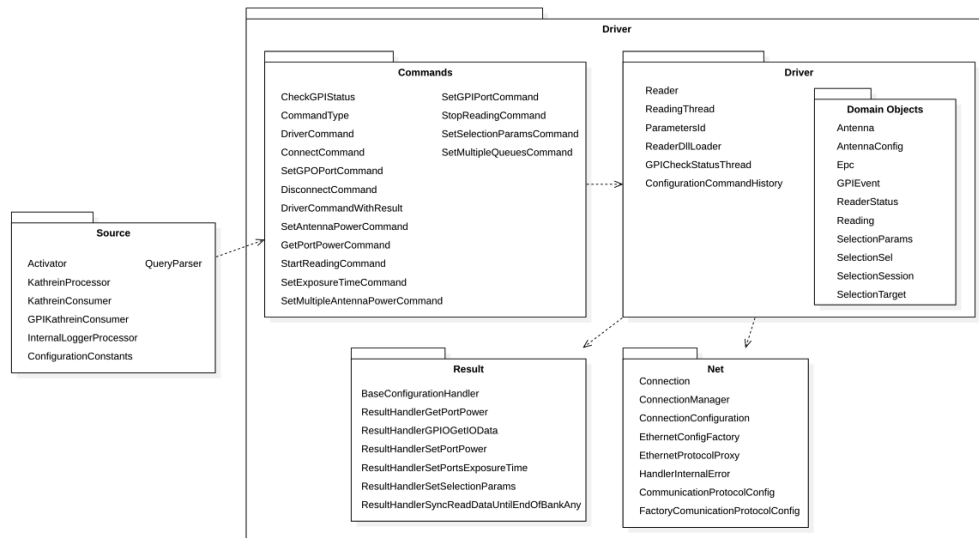 Driver
Commands
CheckGPIStatus
CommandType
DriverCommand
ConnectCommand
SetGPOPortCommand
DisconnectCommand
DriverCommandWithResult
SetAntennaPowerCommand
GetPortPowerCommand
StartReadingCommand
SetExposureTimeCommand
SetMultipleAntennaPowerCommand
SetGPIPortCommand
StopReadingCommand
SetSelectionParamsCommand
SetMultipleQueuesCommand
Driver
Reader
ReadingThread
ParametersId
ReaderDllLoader
GPICheckStatusThread
ConfigurationCommandHistory
Domain Objects
Antenna
AntennaConfig
Epc
GPIEvent
ReaderStatus
Reading
SelectionParams
SelectionSel
SelectionSession
SelectionTarget
Source
Activator
KathreinProcessor
KathreinConsumer
GPIKathreinConsumer
InternalLoggerProcessor
ConfigurationConstants
QueryParser
Result
BaseConfigurationHandler
ResultHandlerGetPortPower
ResultHandlerGPIOGetIOData
ResultHandlerSetPortPower
ResultHandlerSetPortsExposureTime
ResultHandlerSetSelectionParams
ResultHandlerSyncReadDataUntilEndOfBankAny
Net
Connection
ConnectionManager
ConnectionConfiguration
EthernetConfigFactory
EthernetProtocolProxy
HandlerInternalError
CommunicationProtocolConfig
FactoryComunicationProtocolConfig